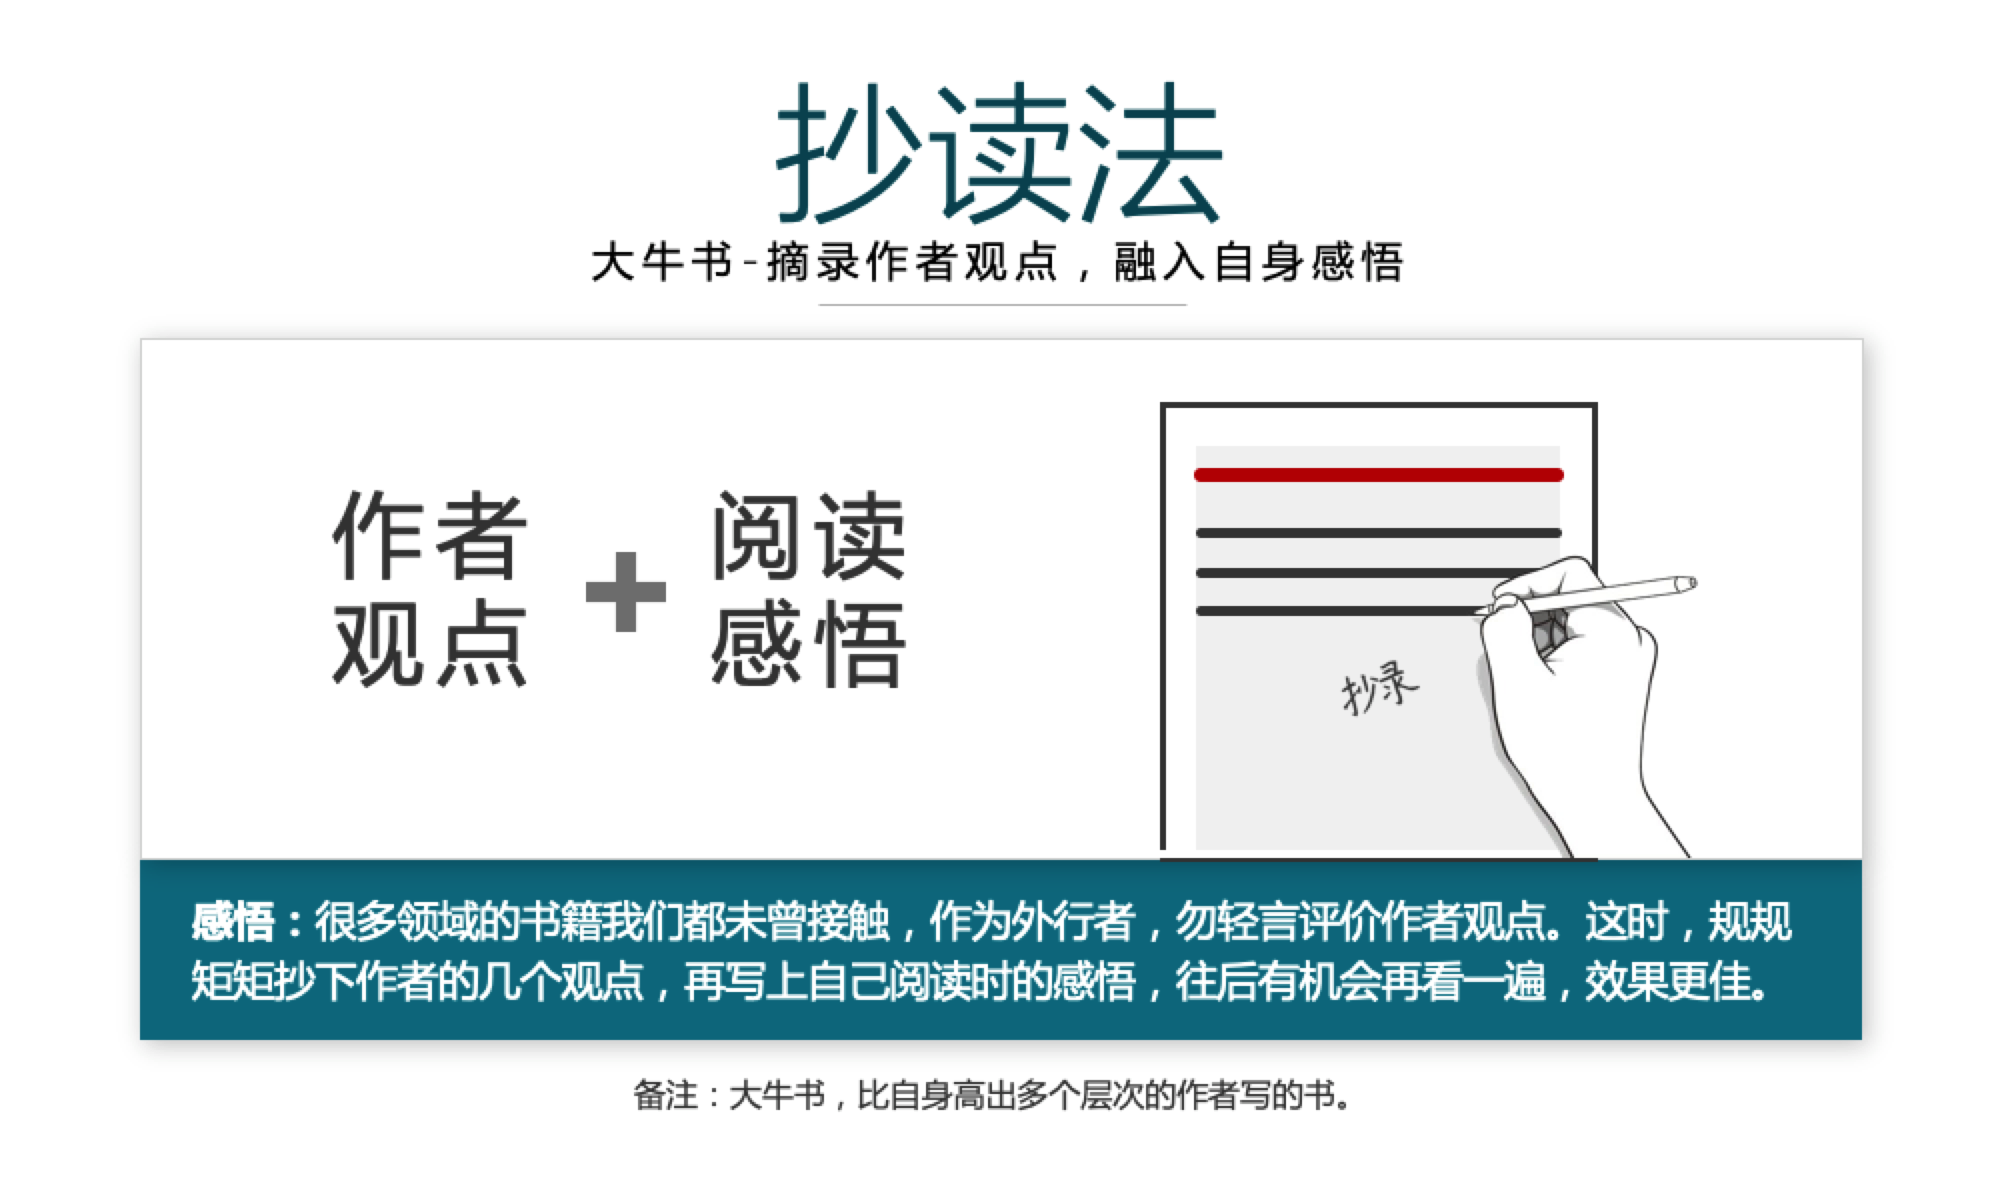 抄读法
大牛书-摘录作者观点，融入自身感悟
作者
观点
+
阅读
感悟
抄录
感悟：很多领域的书籍我们都未曾接触，作为外行者，勿轻言评价作者观点。这时，规规
矩矩抄下作者的几个观点，再写上自己阅读时的感悟，往后有机会再看一遍，效果更佳。
备注：大牛书，比自身高出多个层次的作者写的书。